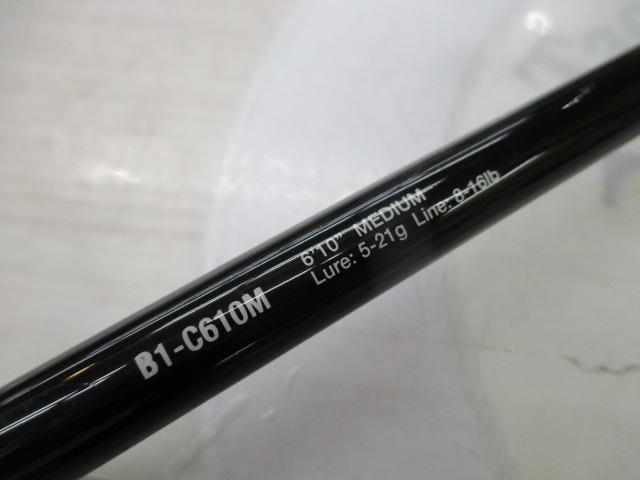 B1-C610M
6'10" MEDIUM
Lure: 5-21g Line: 8-16lb